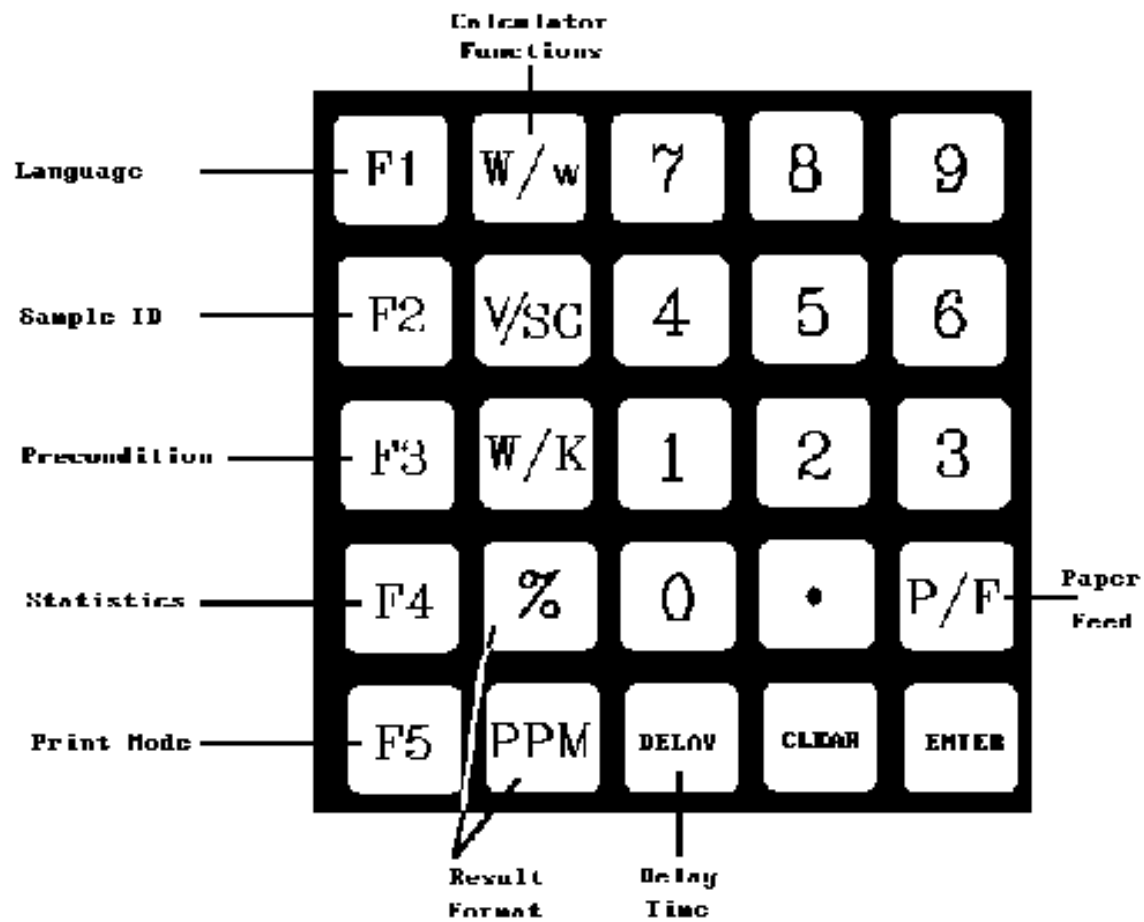 Calculator
Functions
Language
F1 W/w 7 8 9
Sample ID
F2 V/SC 4 5 6
Precondition
F3 W/K 1 2 3
Statistics
F4 % 0 • P/F
Paper
Feed
Print Mode
F5 PPM DELAY CLEAR ENTER
Result
Format
Delay
Time